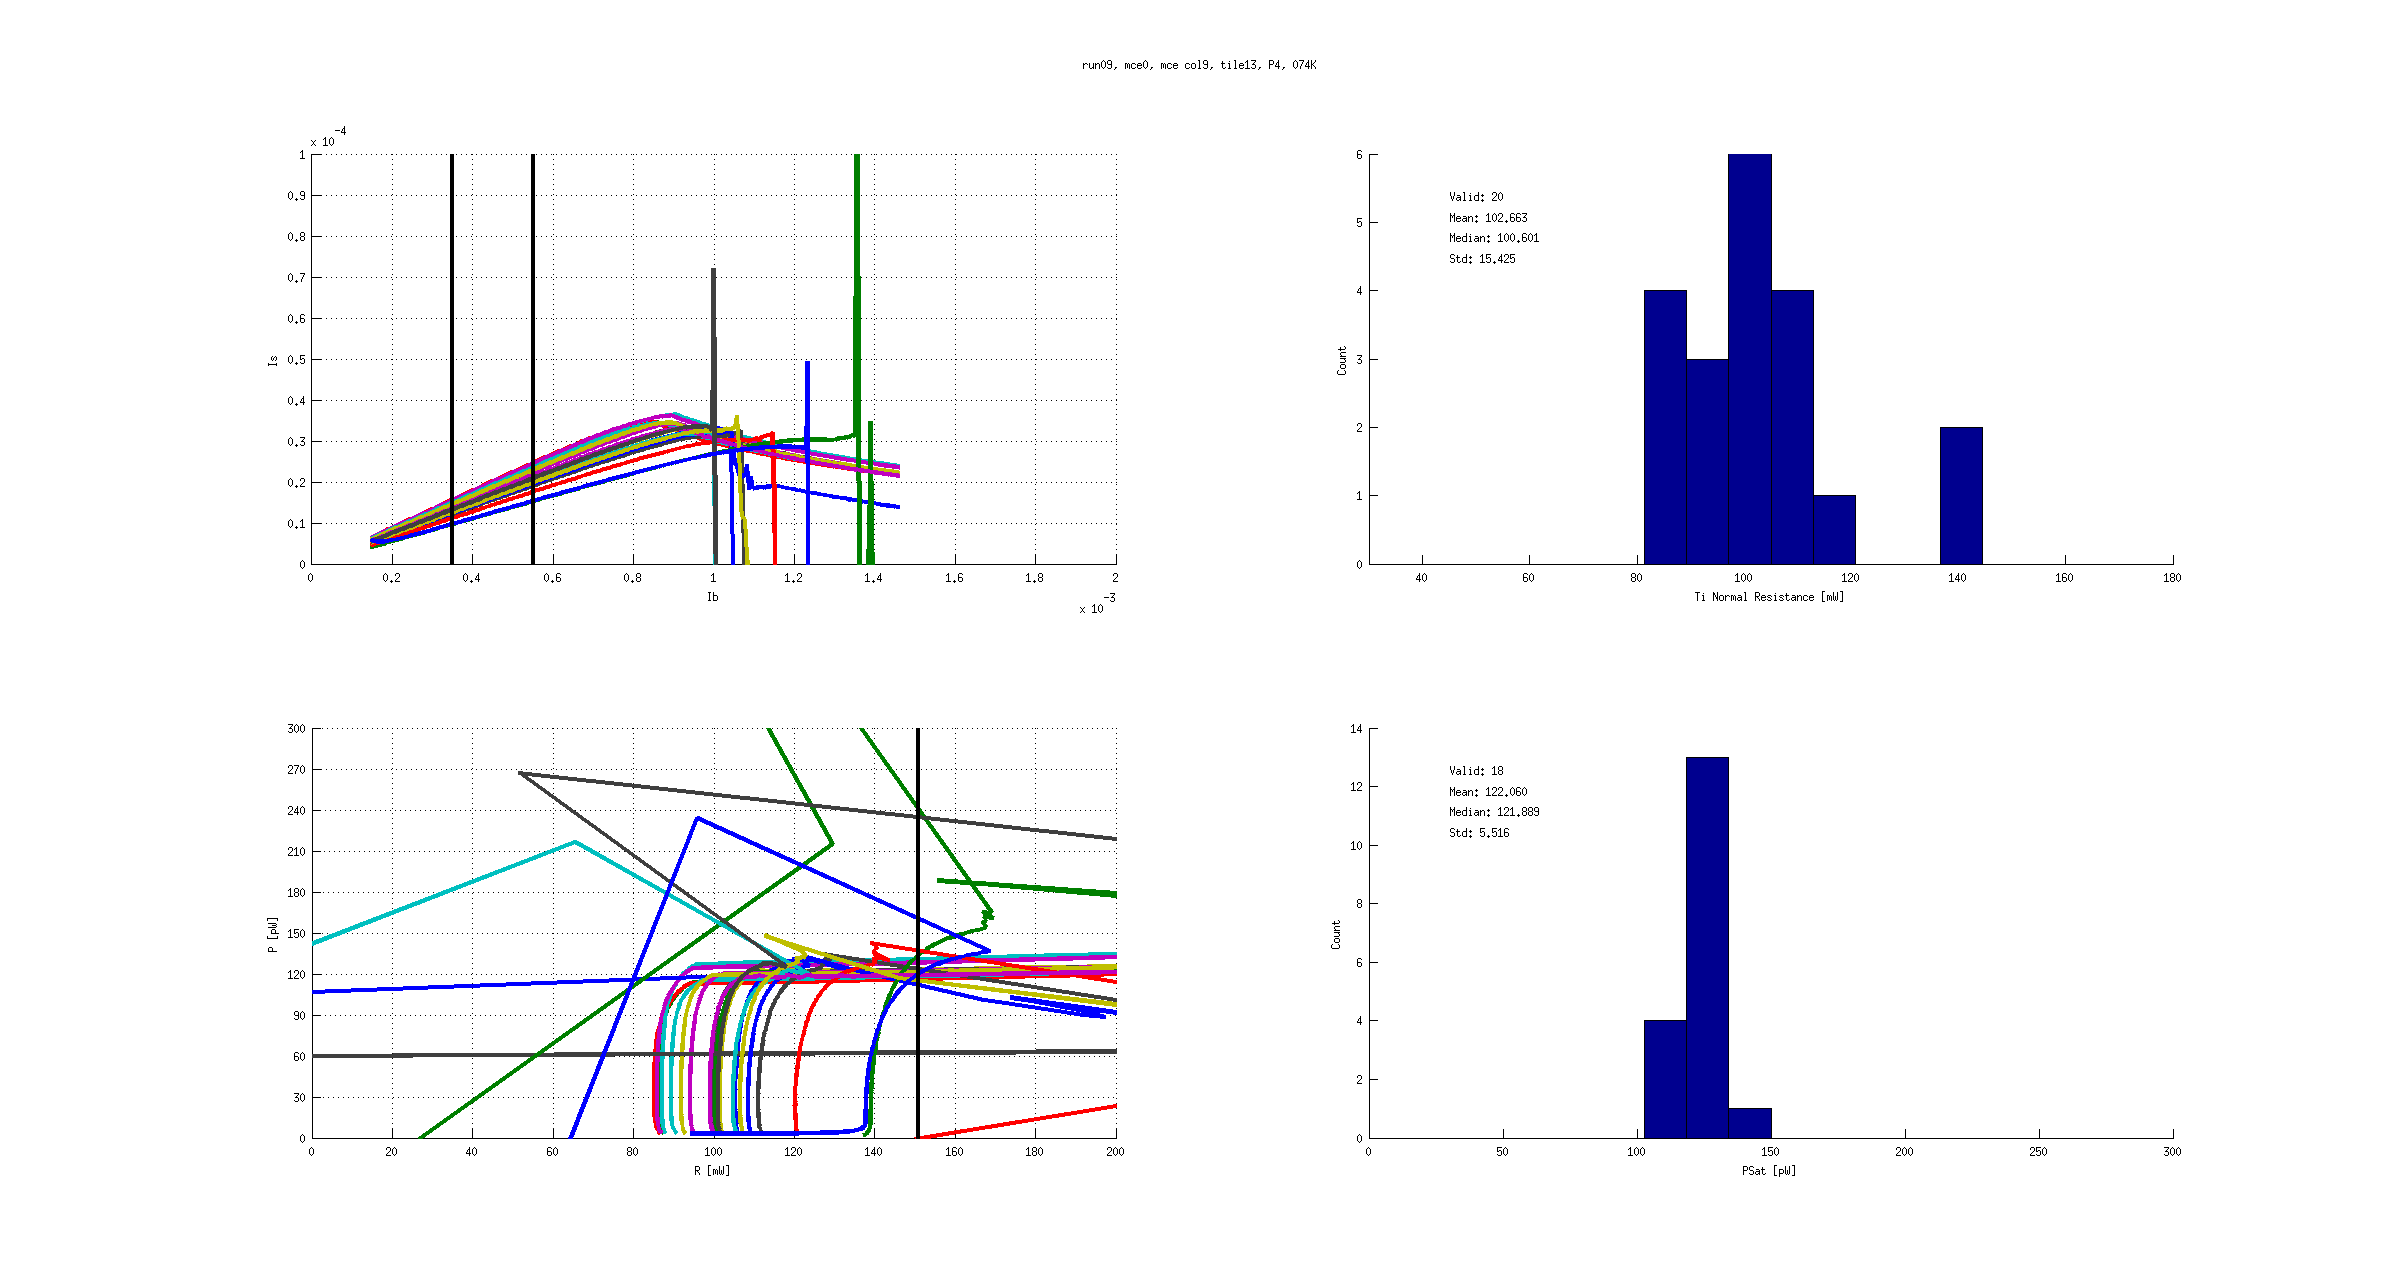 run09, mce0, mce col9, tile13, P4, 074K
x 10^-4
1
0.9
0.8
0.7
0.6
0.5
0.4
0.3
0.2
0.1
0
Is
0 0.2 0.4 0.6 0.8 1 1.2 1.4 1.6 1.8 2
Ib
x 10^-3
6
5
4
3
2
1
0
Count
Valid: 20
Mean: 102.663
Median: 100.601
Std: 15.425
40 60 80 100 120 140 160 180
Ti Normal Resistance [mW]
300
270
240
210
180
150
120
90
60
30
0
P [pW]
0 20 40 60 80 100 120 140 160 180 200
R [mW]
14
12
10
8
6
4
2
0
Count
Valid: 18
Mean: 122.060
Median: 121.889
Std: 5.516
0 50 100 150 200 250 300
PSat [pW]